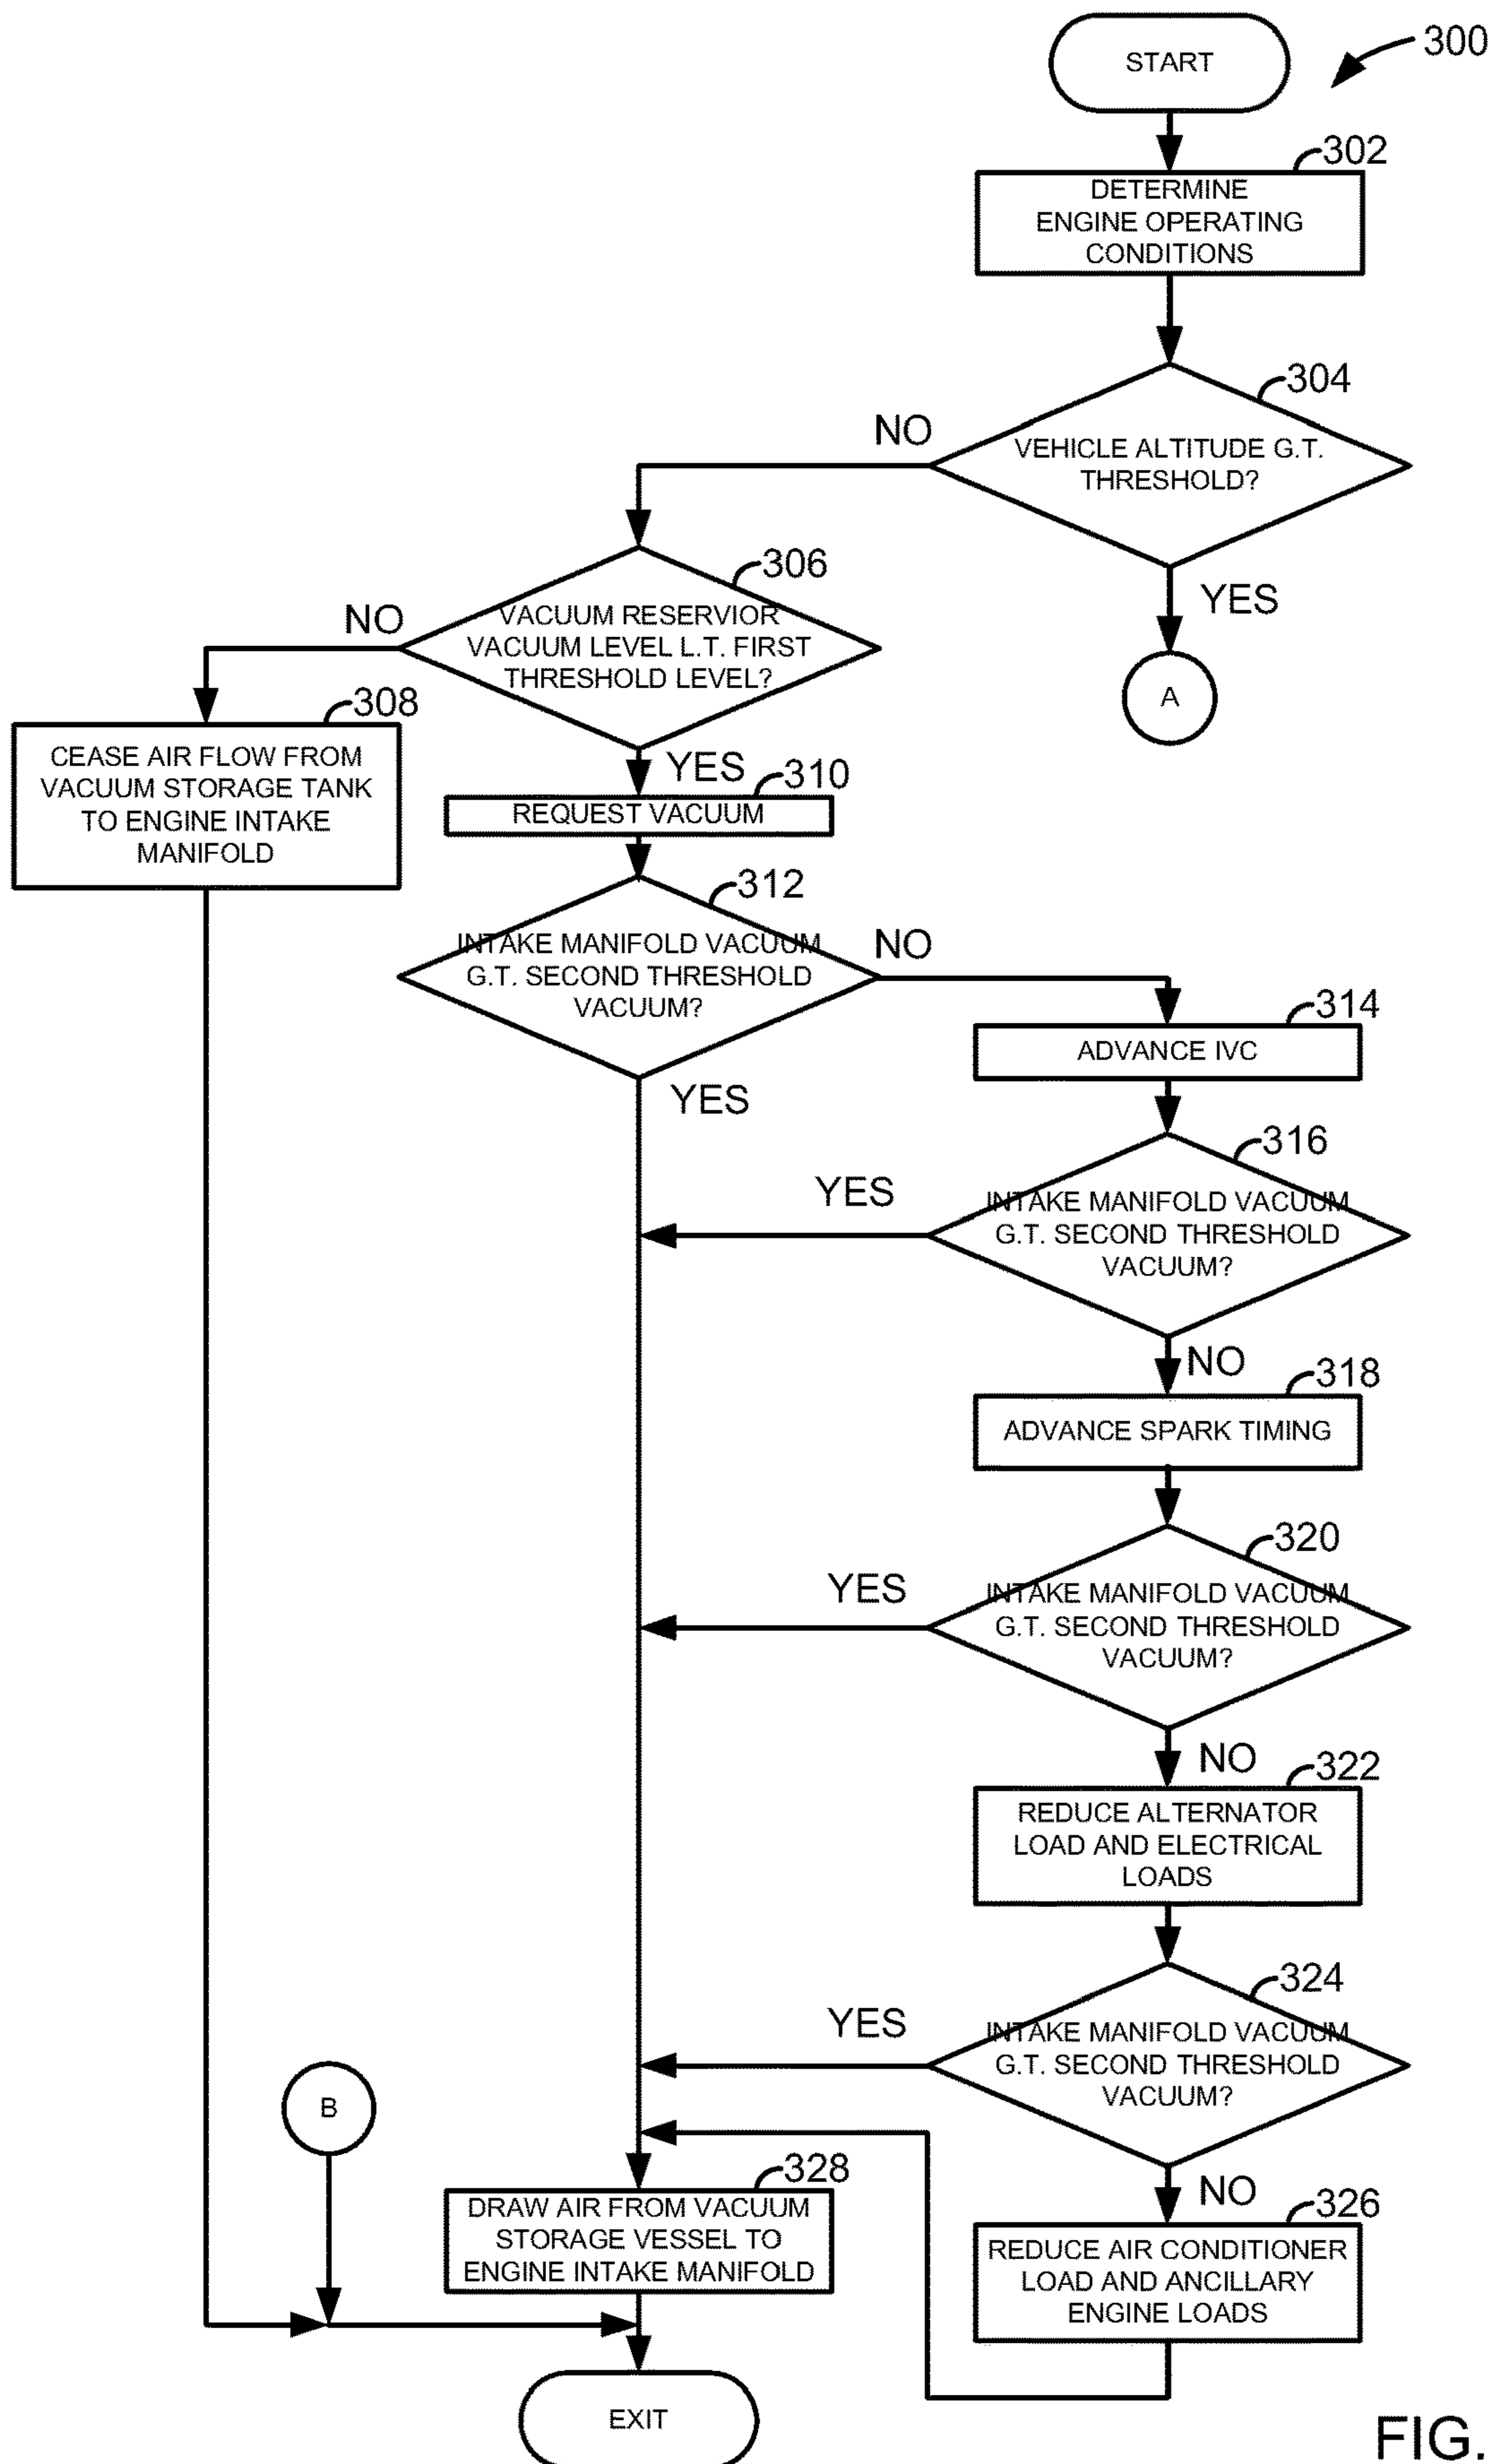 START
300
302
DETERMINE
ENGINE OPERATING
CONDITIONS
304
NO
VEHICLE ALTITUDE G.T.
THRESHOLD?
YES
A
306
NO
VACUUM RESERVIOR
VACUUM LEVEL L.T. FIRST
THRESHOLD LEVEL?
308
CEASE AIR FLOW FROM
VACUUM STORAGE TANK
TO ENGINE INTAKE
MANIFOLD
YES
310
REQUEST VACUUM
312
INTAKE MANIFOLD VACUUM
G.T. SECOND THRESHOLD
VACUUM?
NO
YES
314
ADVANCE IVC
316
YES
INTAKE MANIFOLD VACUUM
G.T. SECOND THRESHOLD
VACUUM?
NO
318
ADVANCE SPARK TIMING
320
YES
INTAKE MANIFOLD VACUUM
G.T. SECOND THRESHOLD
VACUUM?
NO
322
REDUCE ALTERNATOR
LOAD AND ELECTRICAL
LOADS
324
YES
INTAKE MANIFOLD VACUUM
G.T. SECOND THRESHOLD
VACUUM?
B
NO
328
DRAW AIR FROM VACUUM
STORAGE VESSEL TO
ENGINE INTAKE MANIFOLD
326
REDUCE AIR CONDITIONER
LOAD AND ANCILLARY
ENGINE LOADS
EXIT
FIG.